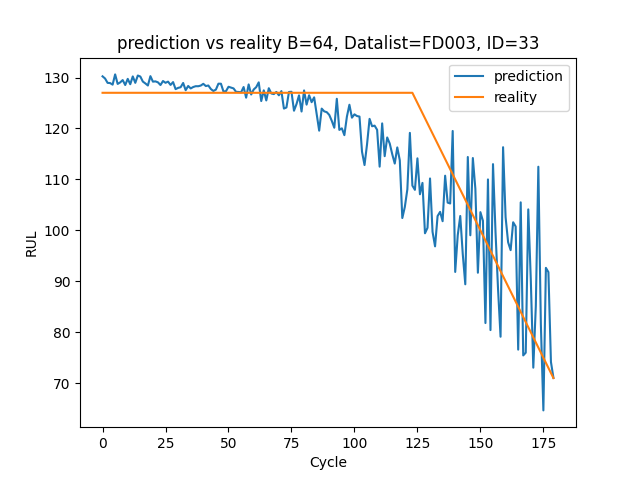 prediction vs reality B=64, Datalist=FD003, ID=33
prediction
reality
RUL
130
120
110
100
90
80
70
0 25 50 75 100 125 150 175
Cycle